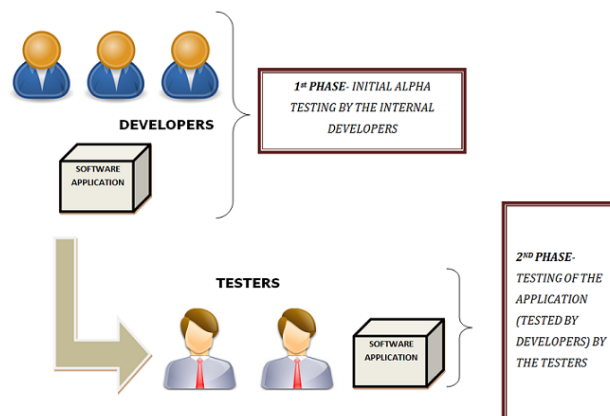 1st PHASE- INITIAL ALPHA
TESTING BY THE INTERNAL
DEVELOPERS
DEVELOPERS
SOFTWARE
APPLICATION
2ND PHASE-
TESTING OF THE
APPLICATION
(TESTED BY
DEVELOPERS) BY
THE TESTERS
TESTERS
SOFTWARE
APPLICATION